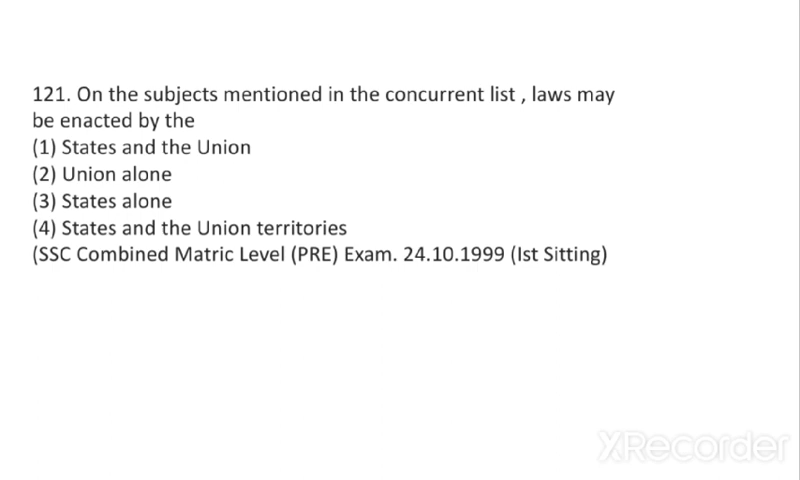 121. On the subjects mentioned in the concurrent list , laws may
be enacted by the
(1) States and the Union
(2) Union alone
(3) States alone
(4) States and the Union territories
(SSC Combined Matric Level (PRE) Exam. 24.10.1999 (Ist Sitting)
XRecorder